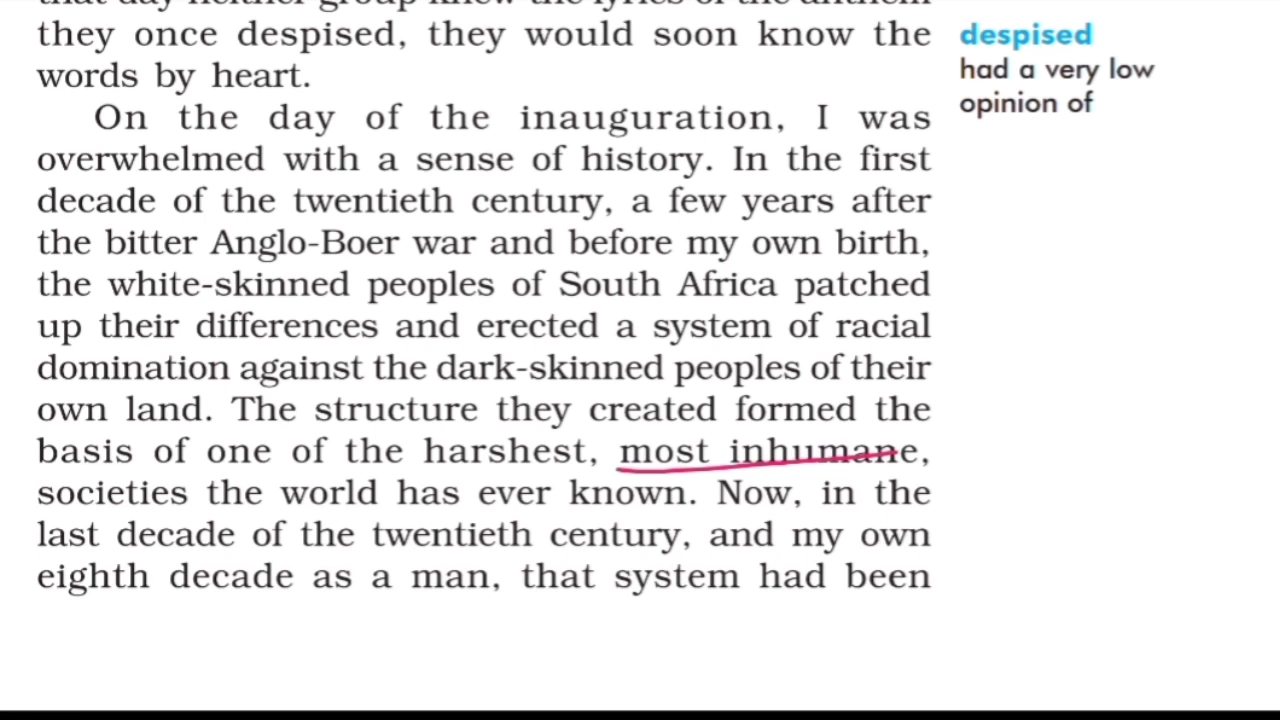 they once despised, they would soon know the
words by heart.
On the day of the inauguration, I was
overwhelmed with a sense of history. In the first
decade of the twentieth century, a few years after
the bitter Anglo-Boer war and before my own birth,
the white-skinned peoples of South Africa patched
up their differences and erected a system of racial
domination against the dark-skinned peoples of their
own land. The structure they created formed the
basis of one of the harshest, most inhumane,
societies the world has ever known. Now, in the
last decade of the twentieth century, and my own
eighth decade as a man, that system had been
despised
had a very low
opinion of